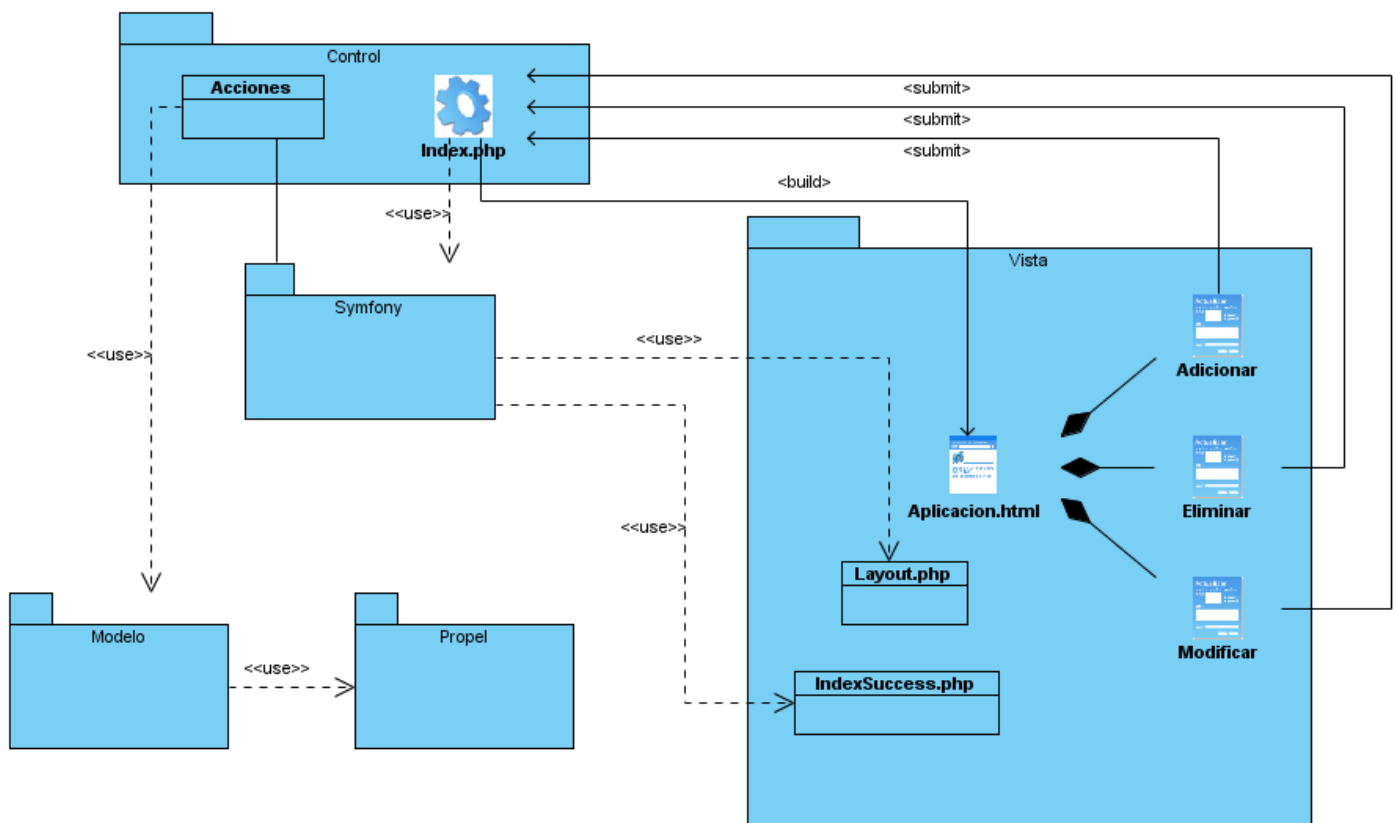 Control
Acciones
Index.php
<submit>
<submit>
<submit>
<build>
<<use>>
Vista
Symfony
<<use>>
<<use>>
Adicionar
Aplicacion.html
Eliminar
<<use>>
Layout.php
Modelo
Propel
<<use>>
Modificar
IndexSuccess.php